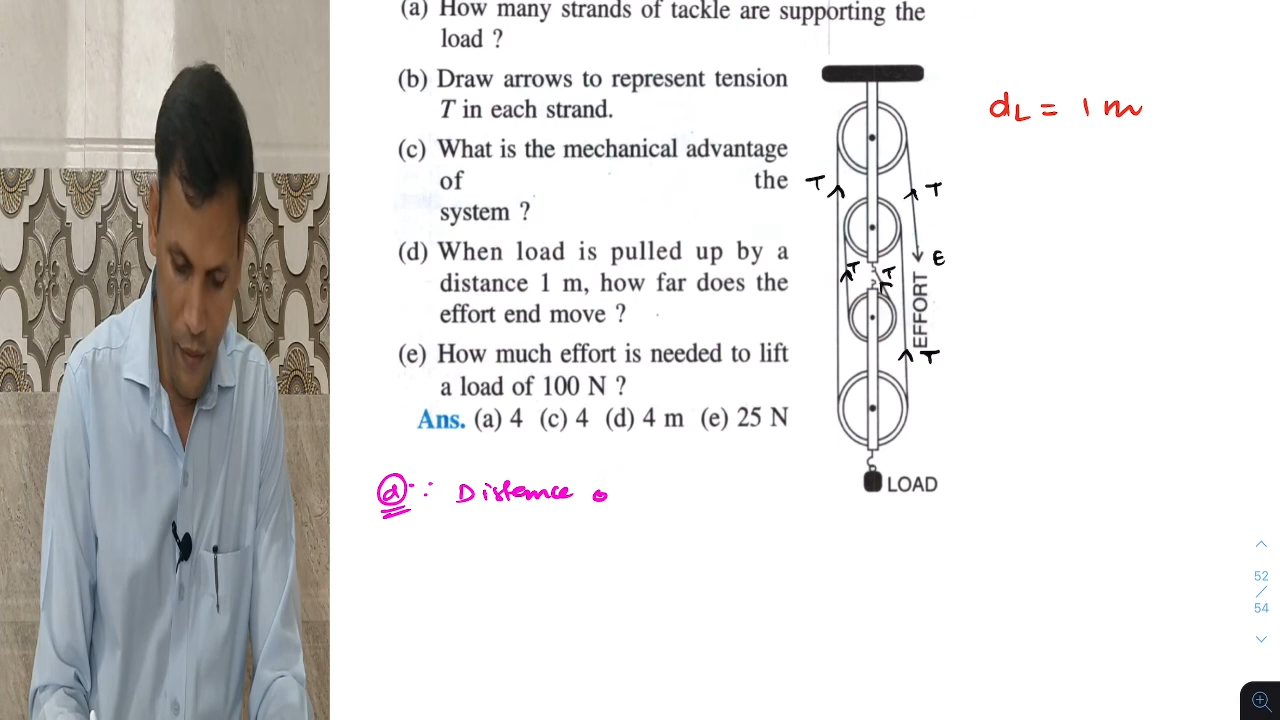 (a) How many strands of tackle are supporting the
load ?
(b) Draw arrows to represent tension
T in each strand.
(c) What is the mechanical advantage
of the
system ?
(d) When load is pulled up by a
distance 1 m, how far does the
effort end move ?
(e) How much effort is needed to lift
a load of 100 N ?
Ans. (a) 4 (c) 4 (d) 4 m (e) 25 N
dL = 1 m
T
T
E
T
T
EFFORT
T
LOAD
(d) ∵ Distance o
52
/
54